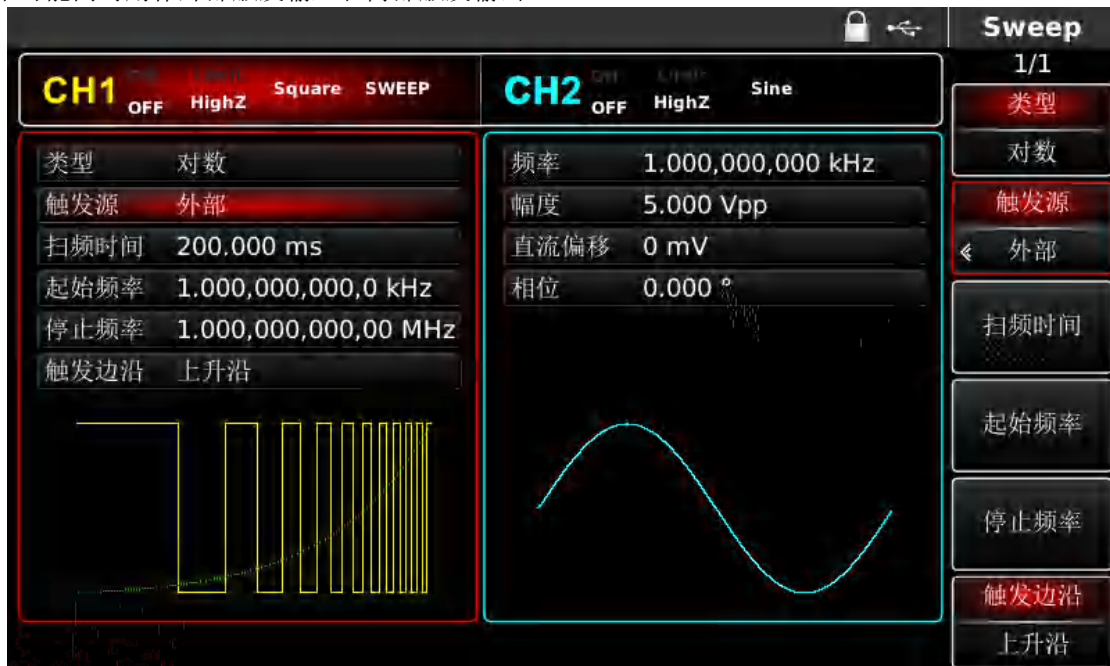 Sweep
1/1
CH1 OFF HighZ Square SWEEP
CH2 OFF HighZ Sine
类型 对数
触发源 外部
扫频时间 200.000 ms
起始频率 1.000,000,000,0 kHz
停止频率 1.000,000,000,00 MHz
触发边沿 上升沿
频率 1.000,000,000 kHz
幅度 5.000 Vpp
直流偏移 0 mV
相位 0.000 °
类型
对数
触发源
外部
扫频时间
起始频率
停止频率
触发边沿
上升沿